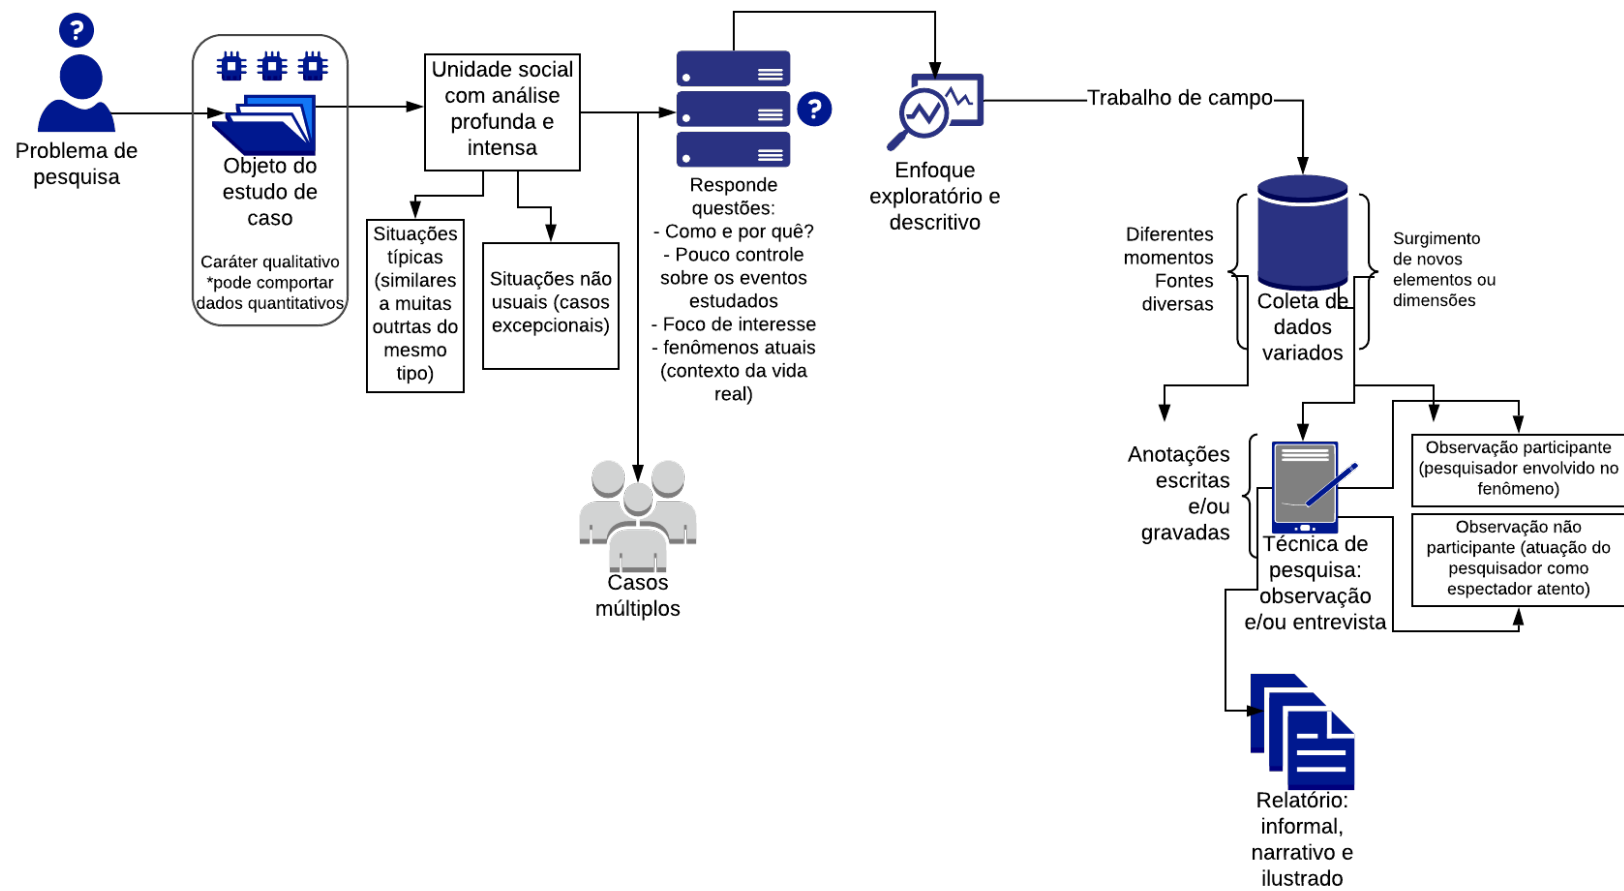 ?
Problema de
pesquisa
Objeto do
estudo de
caso
Caráter qualitativo
*pode comportar
dados quantitativos
Unidade social
com análise
profunda e
intensa
Situações
típicas
(similares
a muitas
outrtas do
mesmo
tipo)
Situações não
usuais (casos
excepcionais)
?
Responde
questões:
- Como e por quê?
- Pouco controle
sobre os eventos
estudados
- Foco de interesse
- fenômenos atuais
(contexto da vida
real)
Casos
múltiplos
Enfoque
exploratório e
descritivo
Trabalho de campo
Diferentes
momentos
Fontes
diversas
Coleta de
dados
variados
Surgimento
de novos
elementos ou
dimensões
Anotações
escritas
e/ou
gravadas
Técnica de
pesquisa:
observação
e/ou entrevista
Observação participante
(pesquisador envolvido no
fenômeno)
Observação não
participante (atuação do
pesquisador como
espectador atento)
Relatório:
informal,
narrativo e
ilustrado